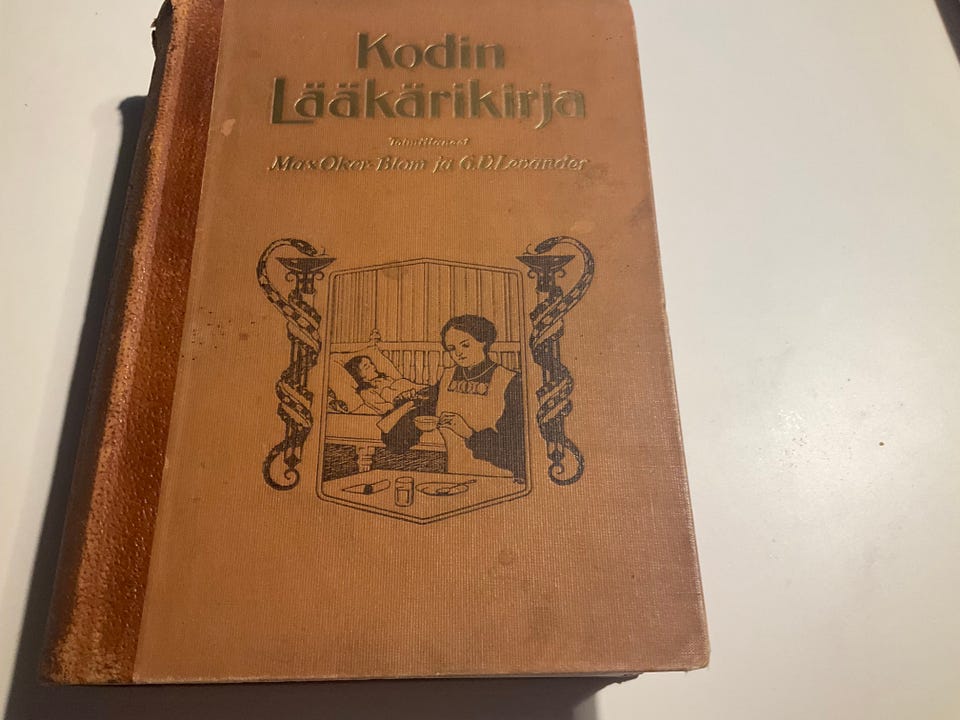 Kodin
Lääkärikirja
Toimittaneet
Max Oker-Blom ja G.D.Levander